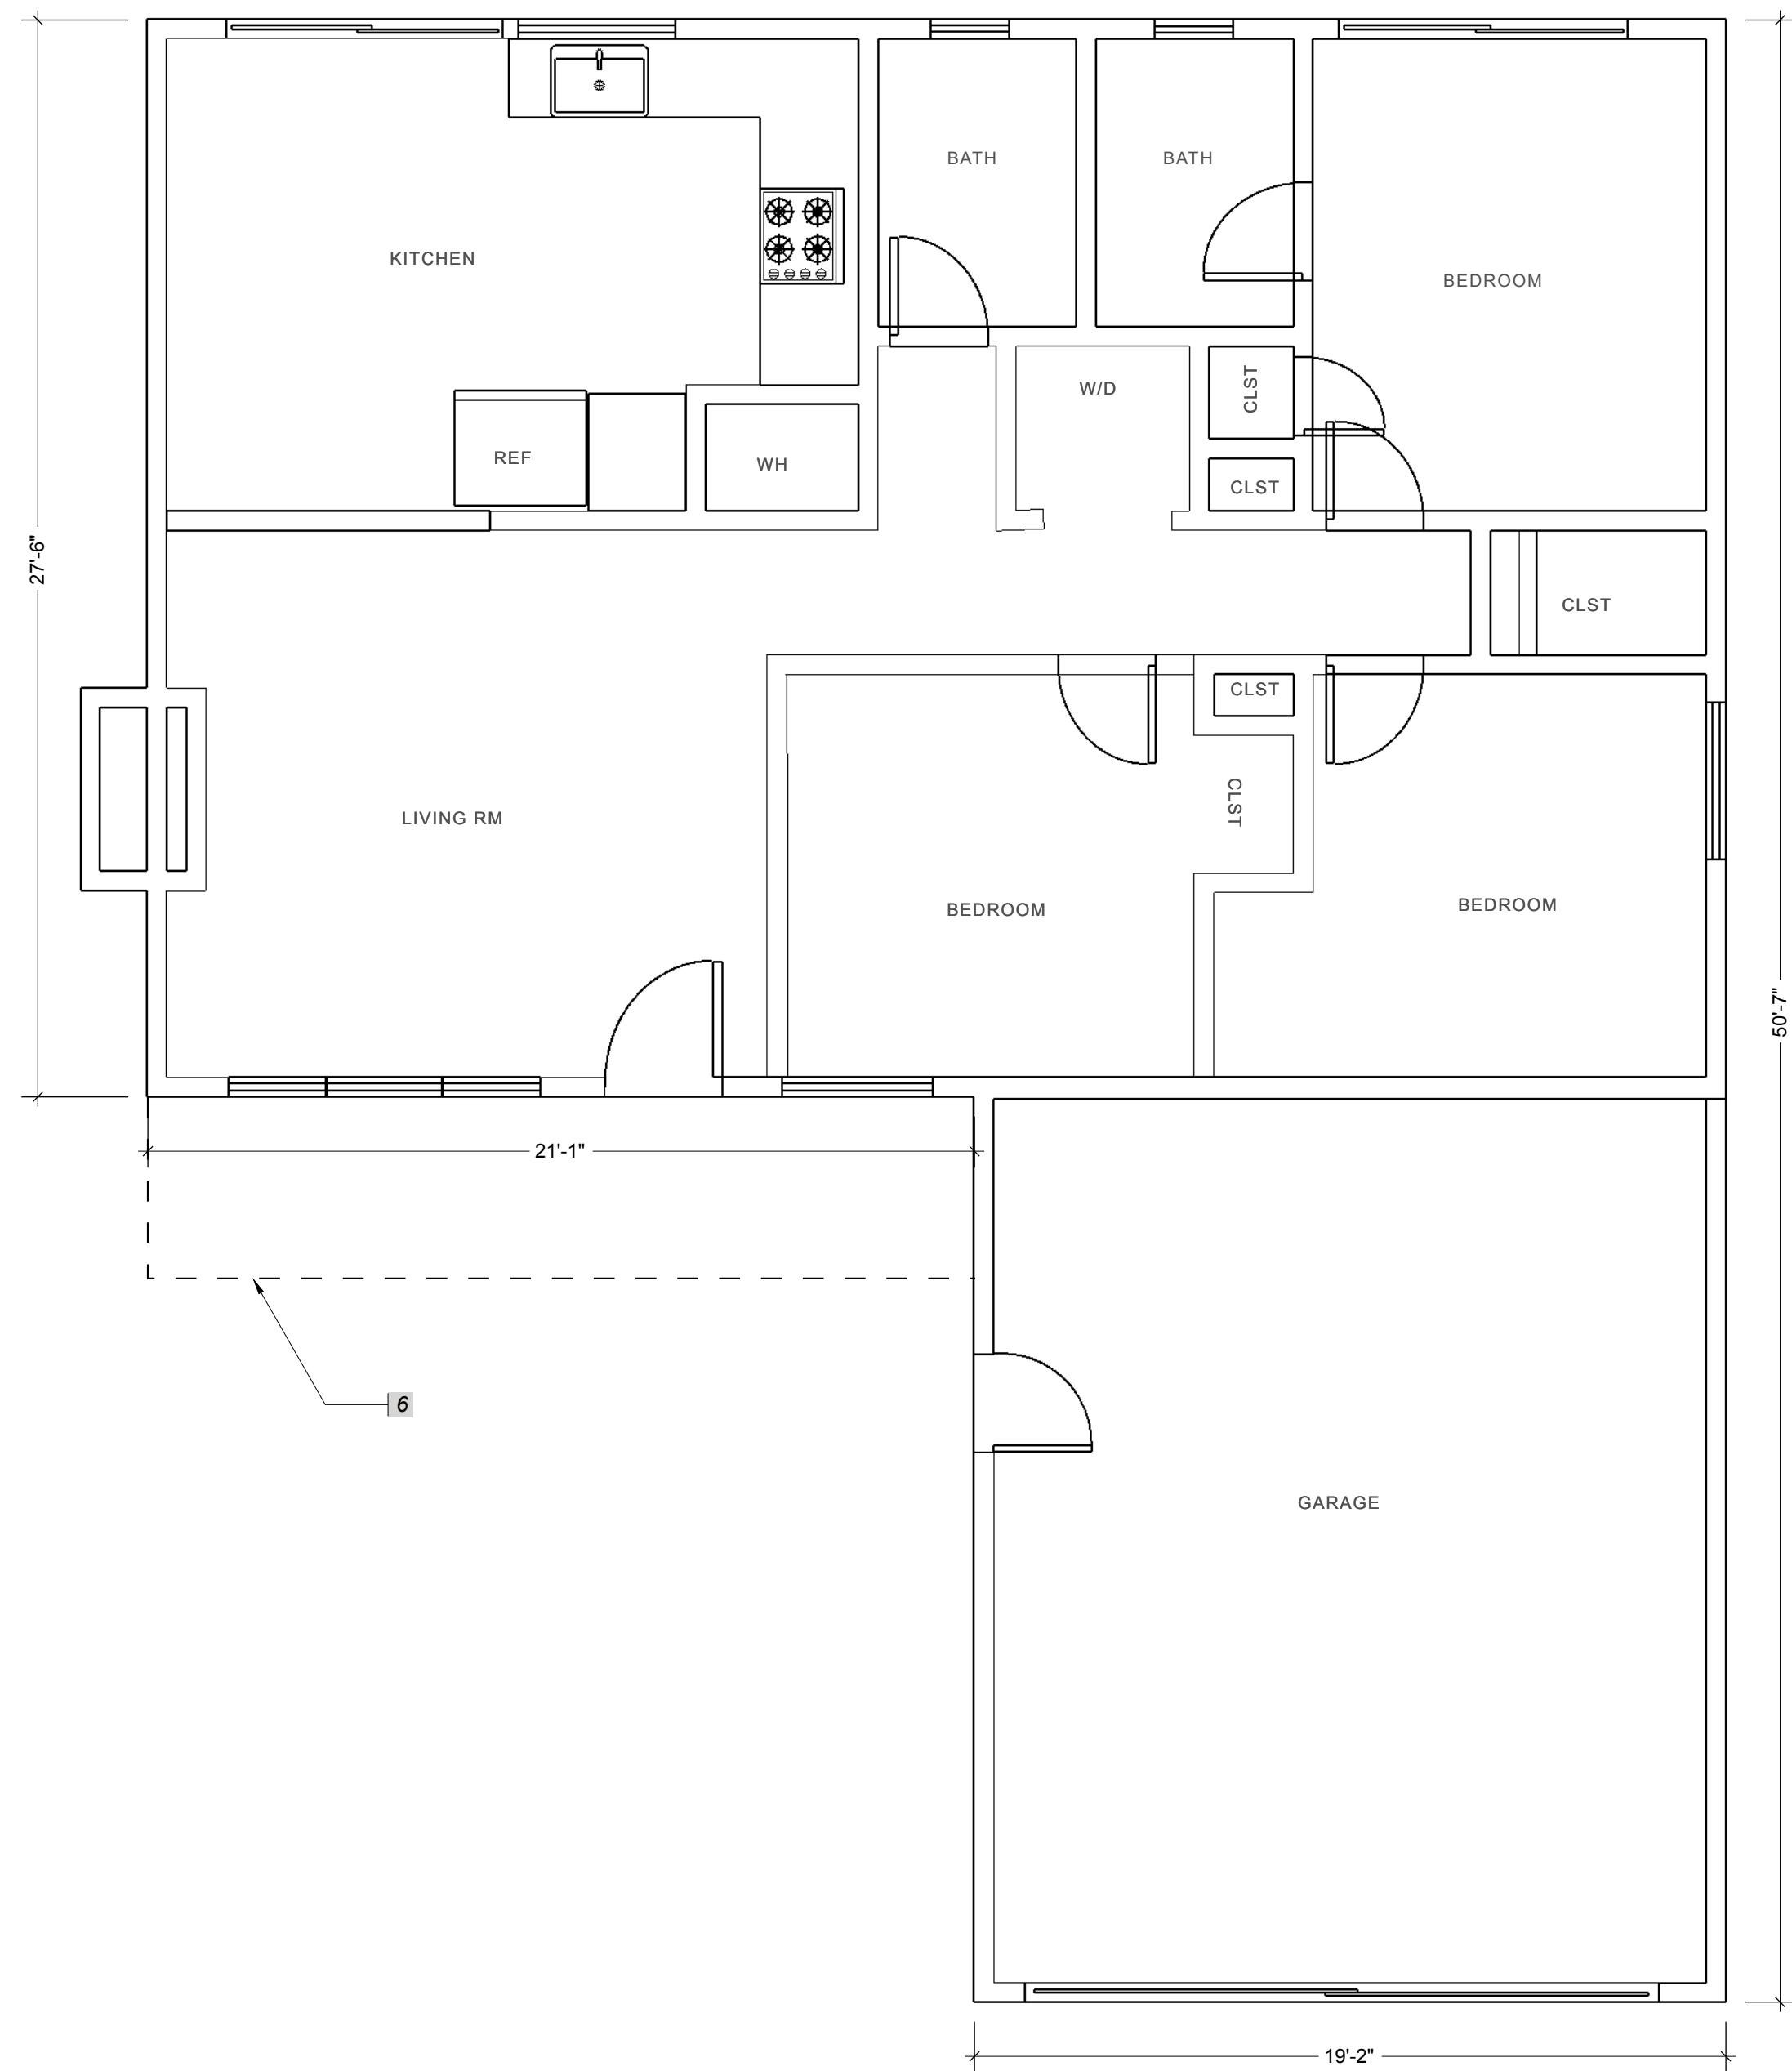 BATH
BATH
KITCHEN
BEDROOM
W/D
CLST
REF
WH
CLST
27'-6"
CLST
CLST
CLST
LIVING RM
BEDROOM
BEDROOM
50'-7"
21'-1"
6
GARAGE
19'-2"